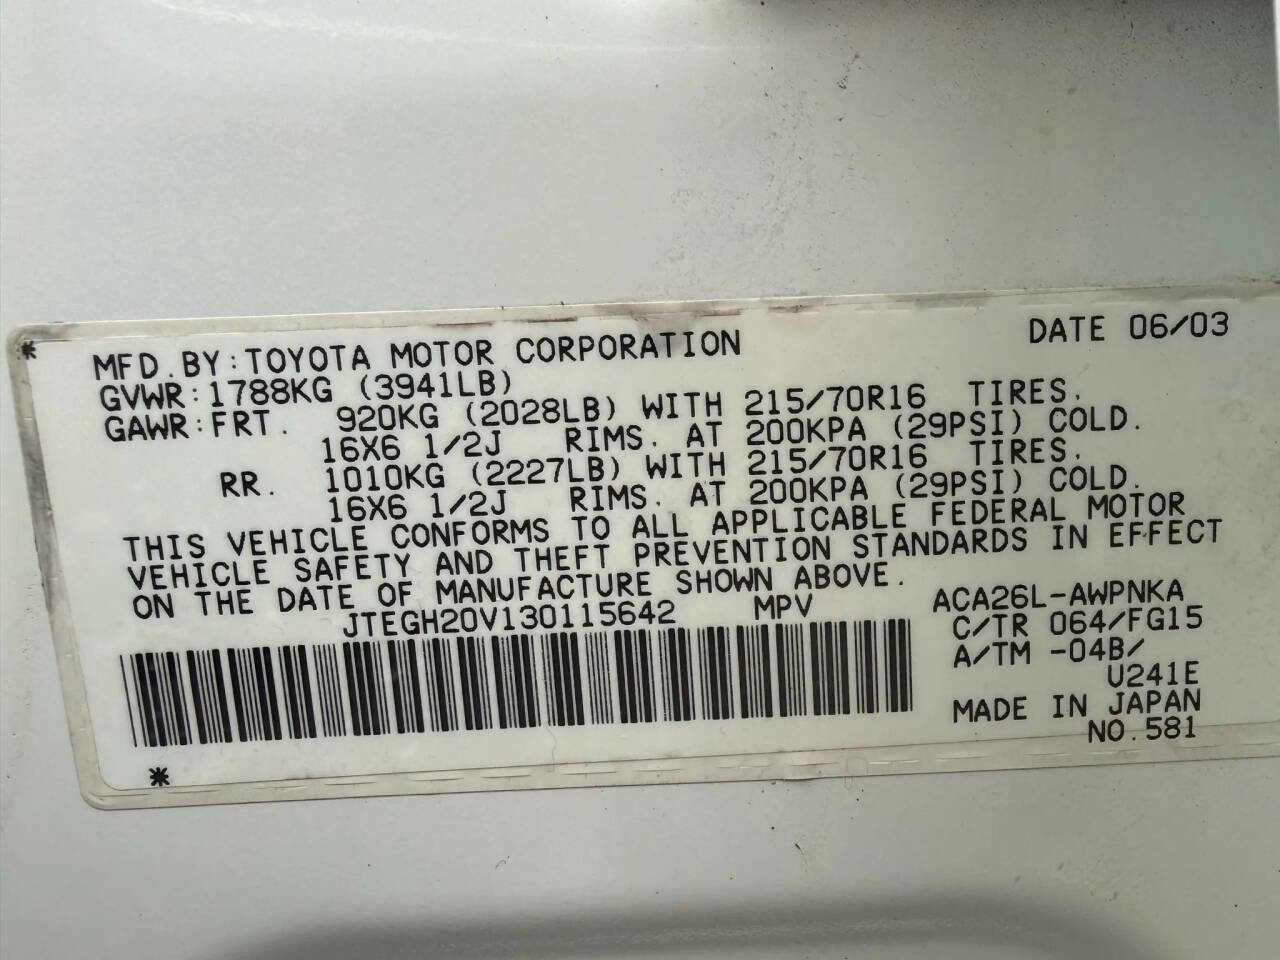 MFD.BY:TOYOTA MOTOR CORPORATION DATE 06/03
GVWR:1788KG (3941LB)
GAWR:FRT. 920KG (2028LB) WITH 215/70R16 TIRES.
16X6 1/2J RIMS. AT 200KPA (29PSI) COLD.
RR. 1010KG (2227LB) WITH 215/70R16 TIRES.
16X6 1/2J RIMS. AT 200KPA (29PSI) COLD.
THIS VEHICLE CONFORMS TO ALL APPLICABLE FEDERAL MOTOR
VEHICLE SAFETY AND THEFT PREVENTION STANDARDS IN EFFECT
ON THE DATE OF MANUFACTURE SHOWN ABOVE.
JTEGH20V130115642 MPV ACA26L-AWPNKA
C/TR 064/FG15
A/TM -04B/
U241E
MADE IN JAPAN
NO.581